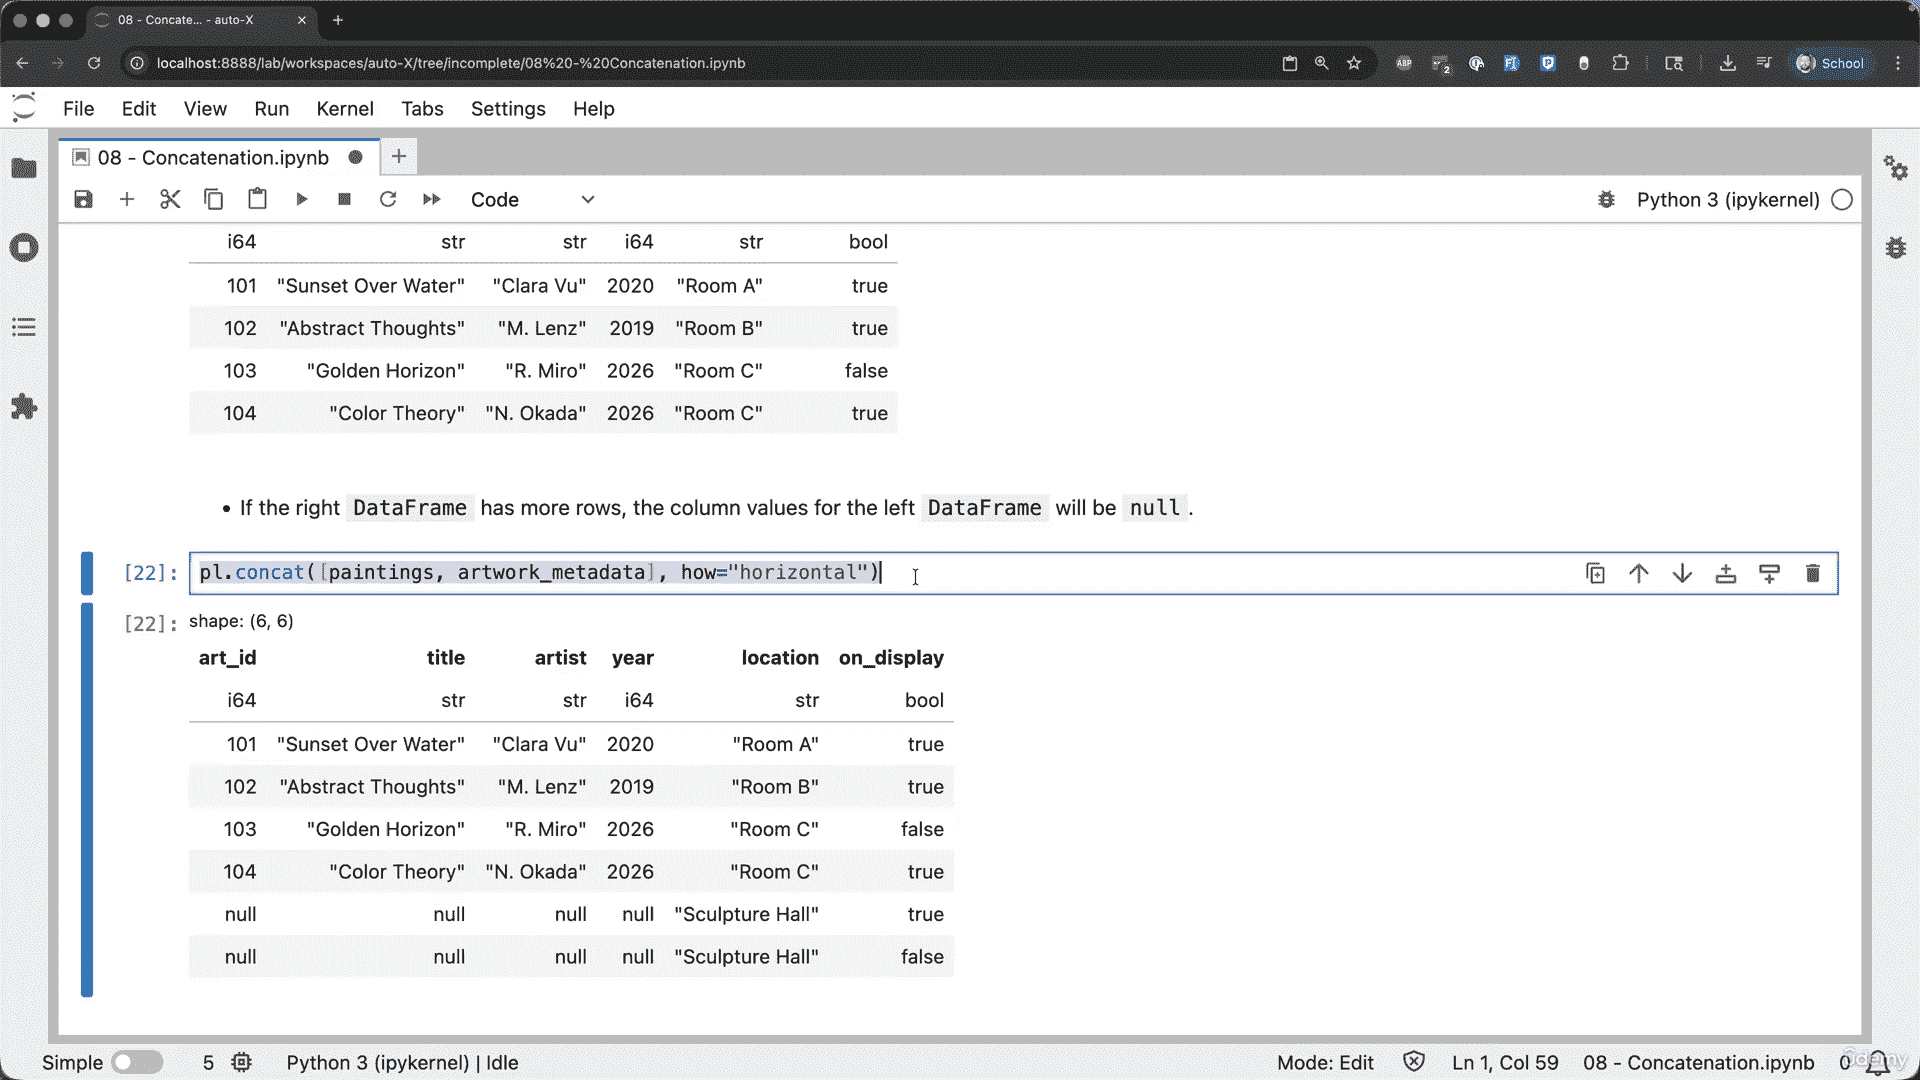 08 - Concate... - auto-X
localhost:8888/lab/workspaces/auto-X/tree/incomplete/08%20-%20Concatenation.ipynb
ABP
2
School
File Edit View Run Kernel Tabs Settings Help
08 - Concatenation.ipynb
Code
Python 3 (ipykernel)
i64 str str i64 str bool
101 "Sunset Over Water" "Clara Vu" 2020 "Room A" true
102 "Abstract Thoughts" "M. Lenz" 2019 "Room B" true
103 "Golden Horizon" "R. Miro" 2026 "Room C" false
104 "Color Theory" "N. Okada" 2026 "Room C" true
• If the right DataFrame has more rows, the column values for the left DataFrame will be null.
[22]: pl.concat([paintings, artwork_metadata], how="horizontal")
[22]: shape: (6, 6)
art_id title artist year location on_display
i64 str str i64 str bool
101 "Sunset Over Water" "Clara Vu" 2020 "Room A" true
102 "Abstract Thoughts" "M. Lenz" 2019 "Room B" true
103 "Golden Horizon" "R. Miro" 2026 "Room C" false
104 "Color Theory" "N. Okada" 2026 "Room C" true
null null null null "Sculpture Hall" true
null null null null "Sculpture Hall" false
Simple 5 Python 3 (ipykernel) | Idle Mode: Edit Ln 1, Col 59 08 - Concatenation.ipynb 0
udemy